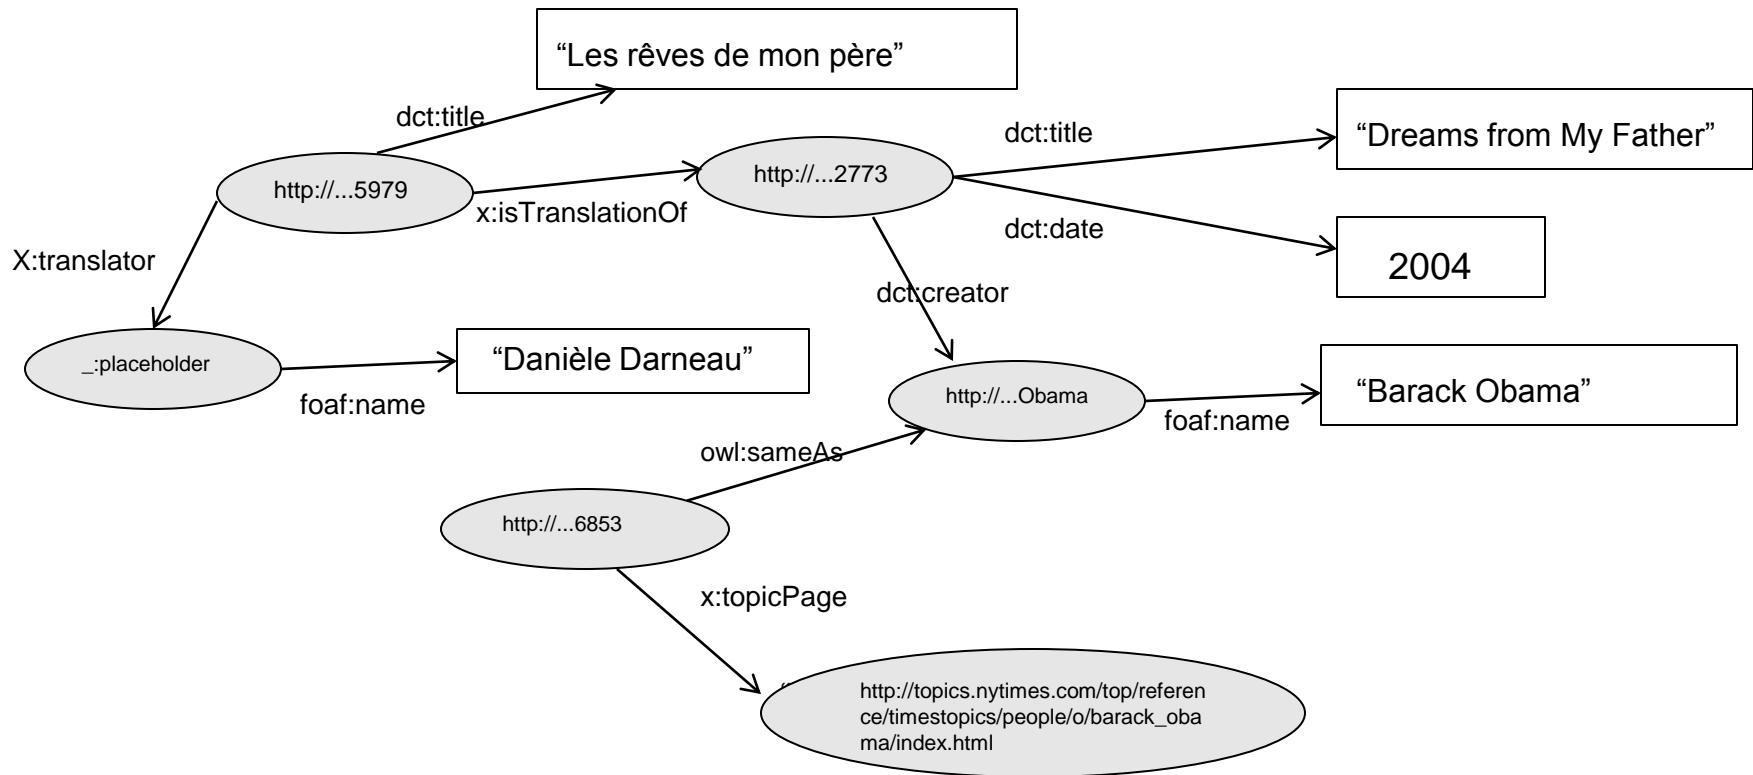 “Les rêves de mon père”
dct:title
dct:title
“Dreams from My Father”
http://...5979
http://...2773
x:isTranslationOf
dct:date
2004
X:translator
dct:creator
_:placeholder
“Danièle Darneau”
foaf:name
http://...Obama
“Barack Obama”
foaf:name
owl:sameAs
http://...6853
x:topicPage
http://topics.nytimes.com/top/referen
ce/timestopics/people/o/barack_oba
ma/index.html